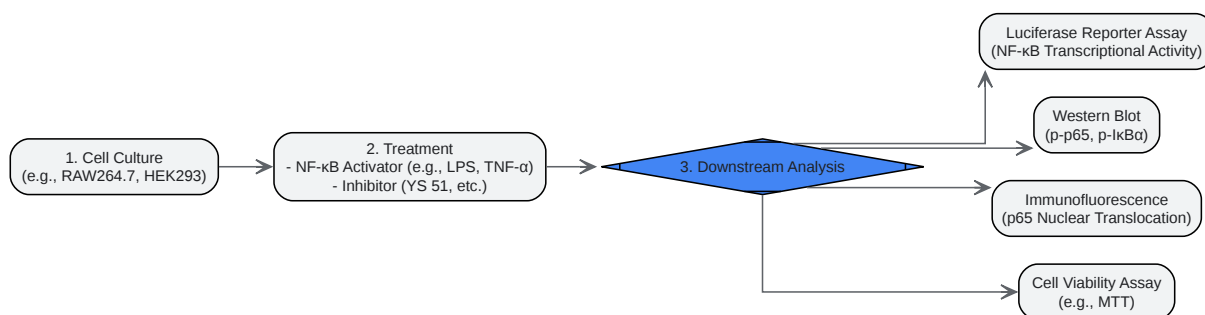 1. Cell Culture
(e.g., RAW264.7, HEK293)
2. Treatment
- NF-κB Activator (e.g., LPS, TNF-α)
- Inhibitor (YS 51, etc.)
3. Downstream Analysis
Luciferase Reporter Assay
(NF-κB Transcriptional Activity)
Western Blot
(p-p65, p-IκBα)
Immunofluorescence
(p65 Nuclear Translocation)
Cell Viability Assay
(e.g., MTT)